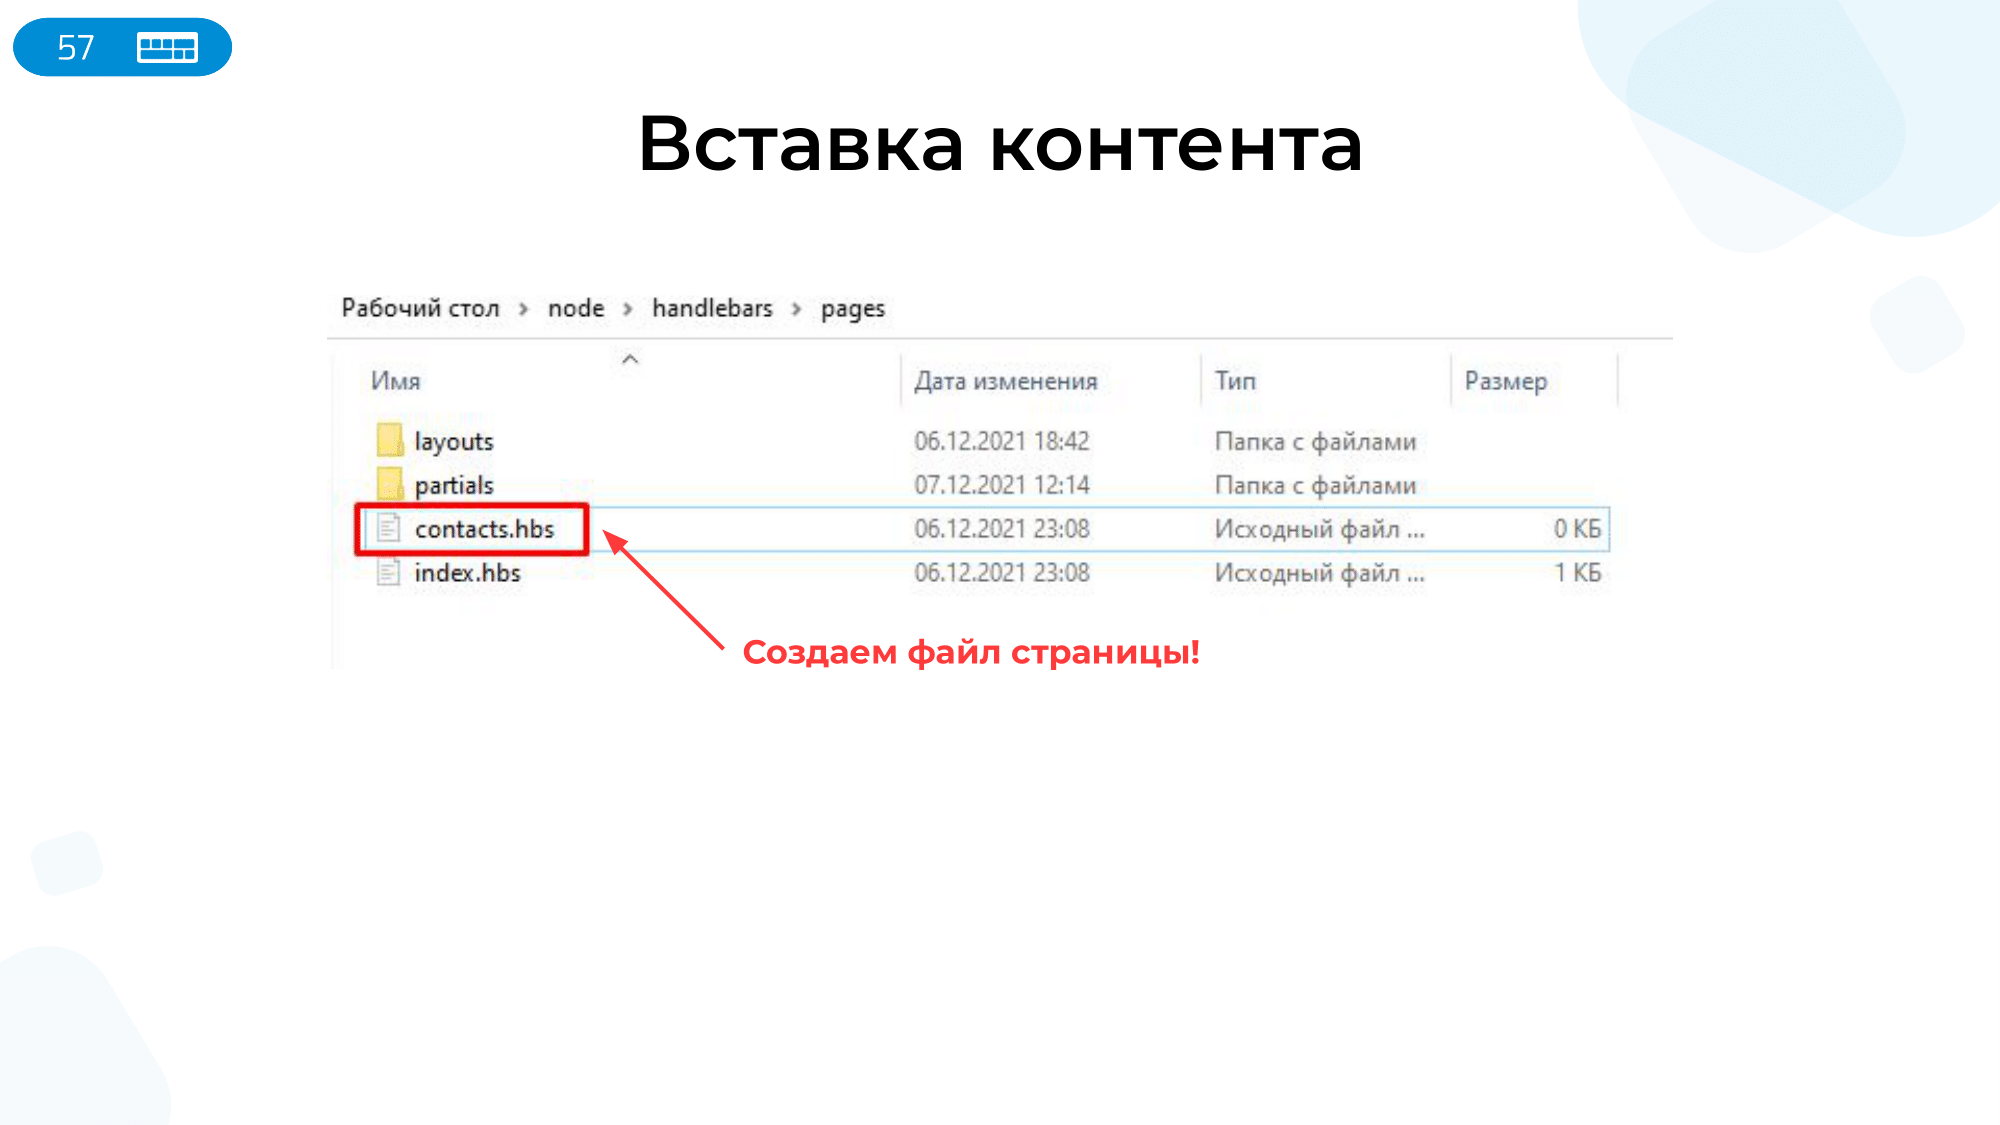 57
Вставка контента
Рабочий стол > node > handlebars > pages
Имя Дата изменения Тип Размер
layouts 06.12.2021 18:42 Папка с файлами
partials 07.12.2021 12:14 Папка с файлами
contacts.hbs 06.12.2021 23:08 Исходный файл ... 0 КБ
index.hbs 06.12.2021 23:08 Исходный файл ... 1 КБ
Создаем файл страницы!